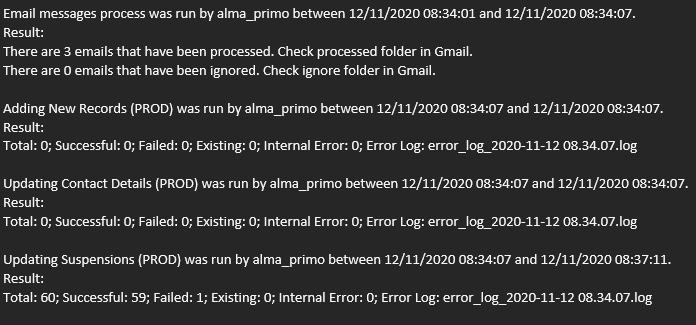 Email messages process was run by alma_primo between 12/11/2020 08:34:01 and 12/11/2020 08:34:07.
Result:
There are 3 emails that have been processed. Check processed folder in Gmail.
There are 0 emails that have been ignored. Check ignore folder in Gmail.
Adding New Records (PROD) was run by alma_primo between 12/11/2020 08:34:07 and 12/11/2020 08:34:07.
Result:
Total: 0; Successful: 0; Failed: 0; Existing: 0; Internal Error: 0; Error Log: error_log_2020-11-12 08.34.07.log
Updating Contact Details (PROD) was run by alma_primo between 12/11/2020 08:34:07 and 12/11/2020 08:34:07.
Result:
Total: 0; Successful: 0; Failed: 0; Existing: 0; Internal Error: 0; Error Log: error_log_2020-11-12 08.34.07.log
Updating Suspensions (PROD) was run by alma_primo between 12/11/2020 08:34:07 and 12/11/2020 08:37:11.
Result:
Total: 60; Successful: 59; Failed: 1; Existing: 0; Internal Error: 0; Error Log: error_log_2020-11-12 08.34.07.log